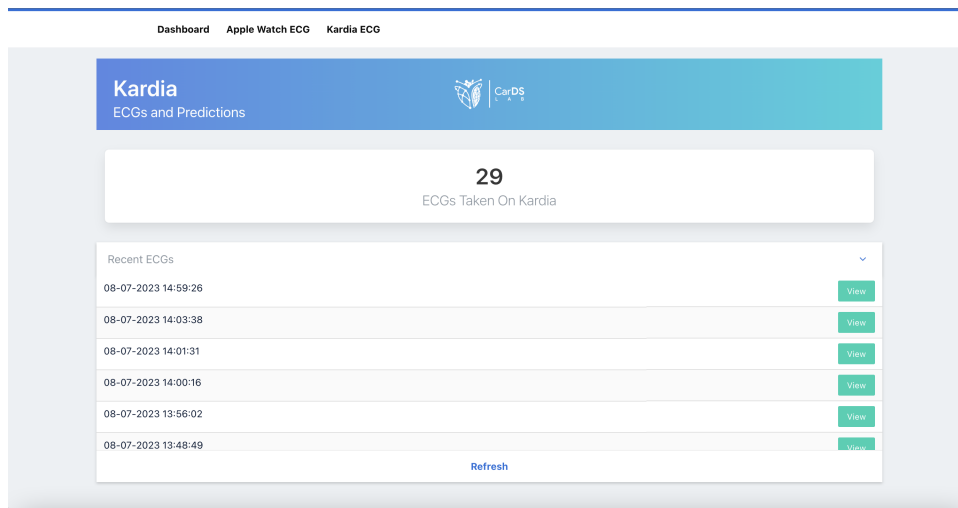 Dashboard Apple Watch ECG Kardia ECG
Kardia
ECGs and Predictions
CarDS
LAB
29
ECGs Taken On Kardia
Recent ECGs
08-07-2023 14:59:26 View
08-07-2023 14:03:38 View
08-07-2023 14:01:31 View
08-07-2023 14:00:16 View
08-07-2023 13:56:02 View
08-07-2023 13:48:49 View
Refresh